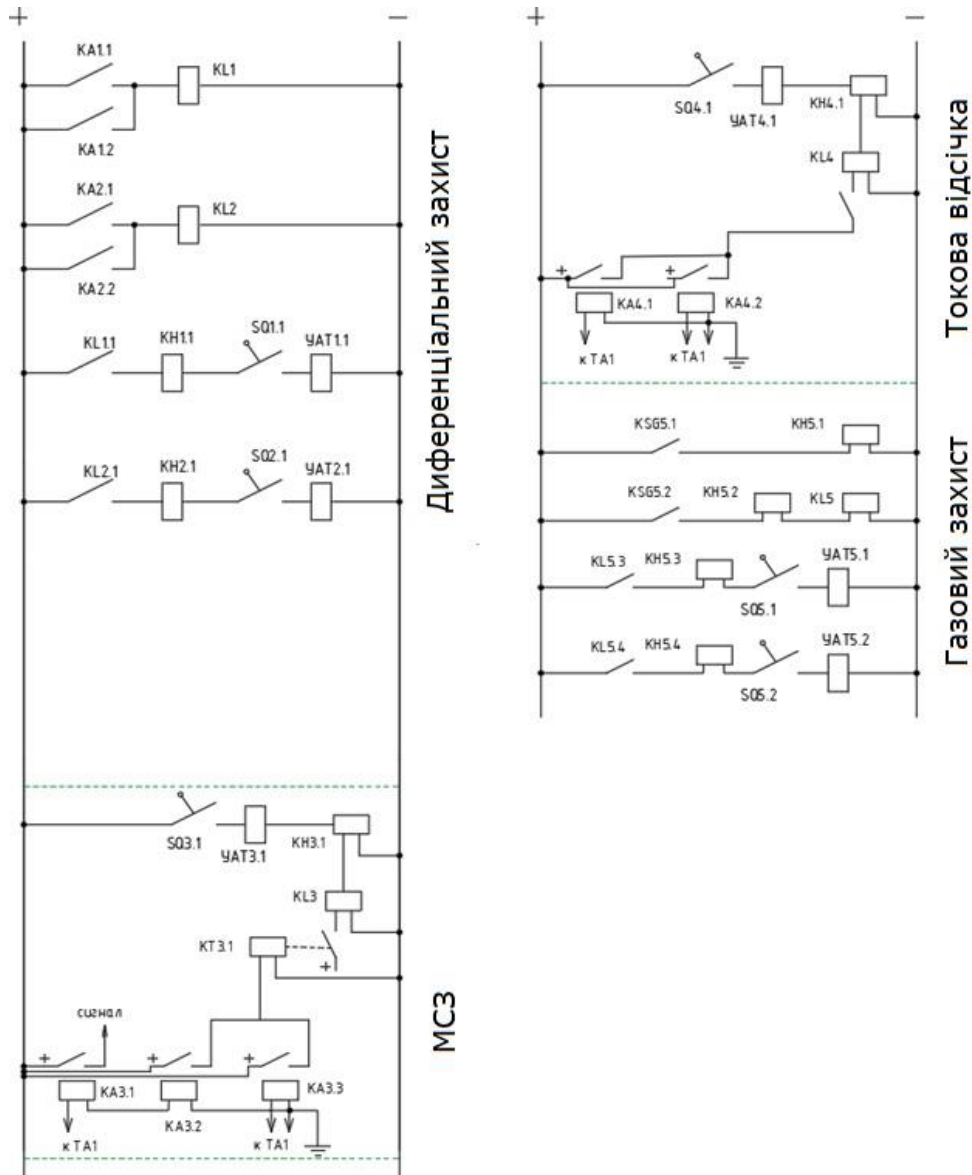 +
−
KA1.1
KL1
KA1.2
KA2.1
KL2
KA2.2
KL1.1
KH1.1
SQ1.1
YAT1.1
KL2.1
KH2.1
SQ2.1
YAT2.1
Диференціальний захист
SQ3.1
YAT3.1
KH3.1
KL3
KT3.1
+
сигнал
+
+
+
KA3.1
KA3.2
KA3.3
к TA1
к TA1
МСЗ
+
−
SQ4.1
YAT4.1
KH4.1
KL4
+
+
KA4.1
KA4.2
к TA1
к TA1
Токова відсічка
KSG5.1
KH5.1
KSG5.2
KH5.2
KL5
KL5.3
KH5.3
SQ5.1
YAT5.1
KL5.4
KH5.4
SQ5.2
YAT5.2
Газовий захист